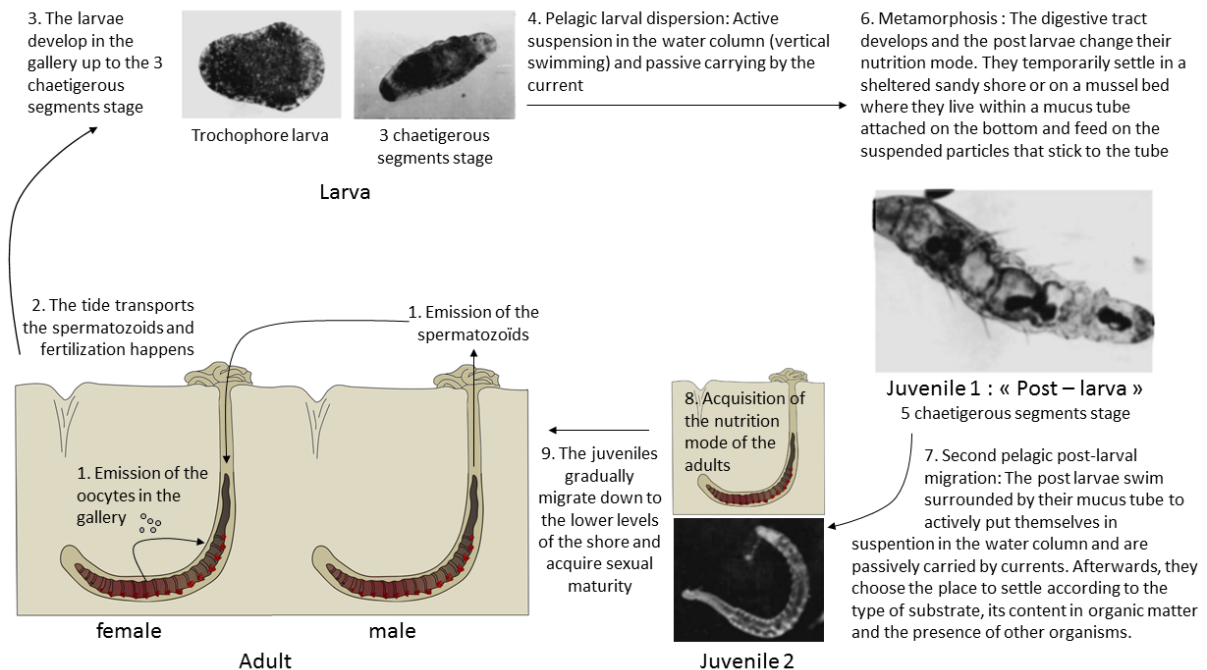 3. The larvae
develop in the
gallery up to the 3
chaetigerous
segments stage
Trochophore larva
3 chaetigerous
segments stage
Larva
4. Pelagic larval dispersion: Active
suspension in the water column (vertical
swimming) and passive carrying by the
current
6. Metamorphosis : The digestive tract
develops and the post larvae change their
nutrition mode. They temporarily settle in a
sheltered sandy shore or on a mussel bed
where they live within a mucus tube
attached on the bottom and feed on the
suspended particles that stick to the tube
Juvenile 1 : « Post – larva »
5 chaetigerous segments stage
2. The tide transports
the spermatozoids and
fertilization happens
1. Emission of the
spermatozoïds
1. Emission of the
oocytes in the
gallery
female
male
Adult
9. The juveniles
gradually
migrate down to
the lower levels
of the shore and
acquire sexual
maturity
8. Acquisition of
the nutrition
mode of the
adults
Juvenile 2
7. Second pelagic post-larval
migration: The post larvae swim
surrounded by their mucus tube to
actively put themselves in
suspention in the water column and are
passively carried by currents. Afterwards, they
choose the place to settle according to the
type of substrate, its content in organic matter
and the presence of other organisms.